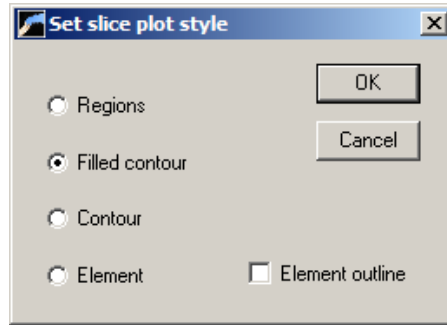 Set slice plot style
OK
Regions
Cancel
Filled contour
Contour
Element
Element outline